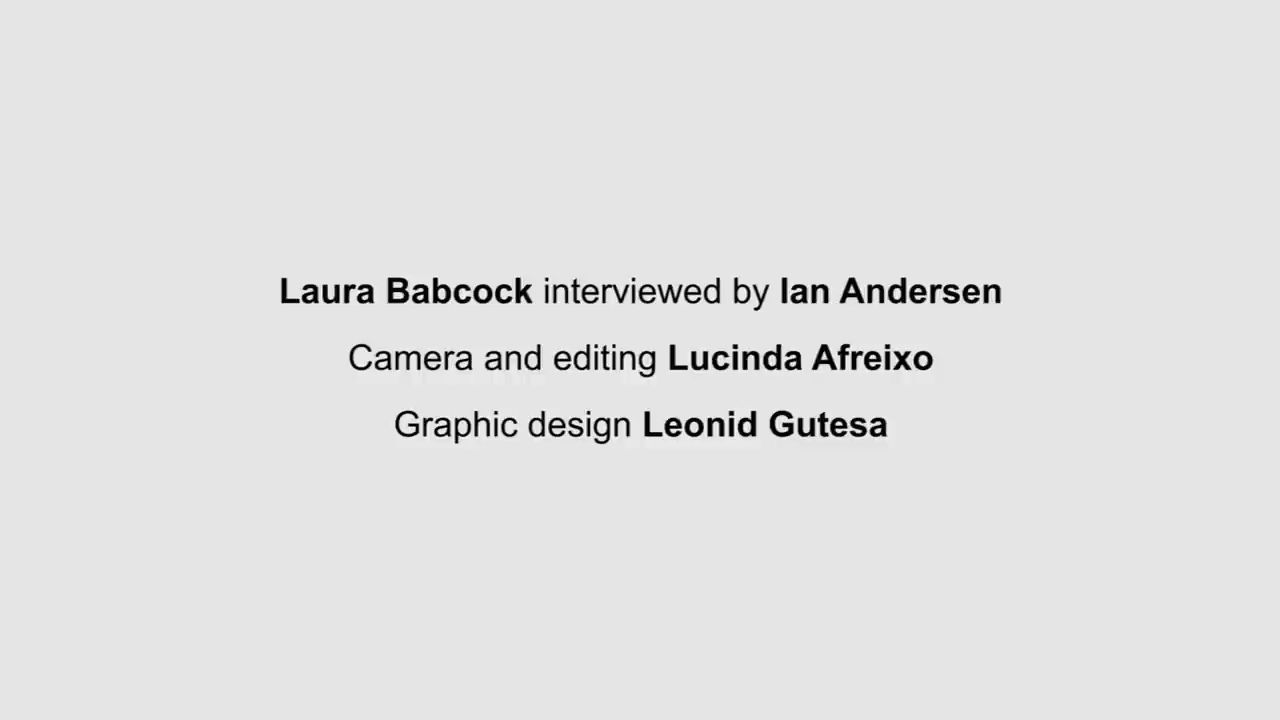 Laura Babcock interviewed by Ian Andersen
Camera and editing Lucinda Afreixo
Graphic design Leonid Gutesa